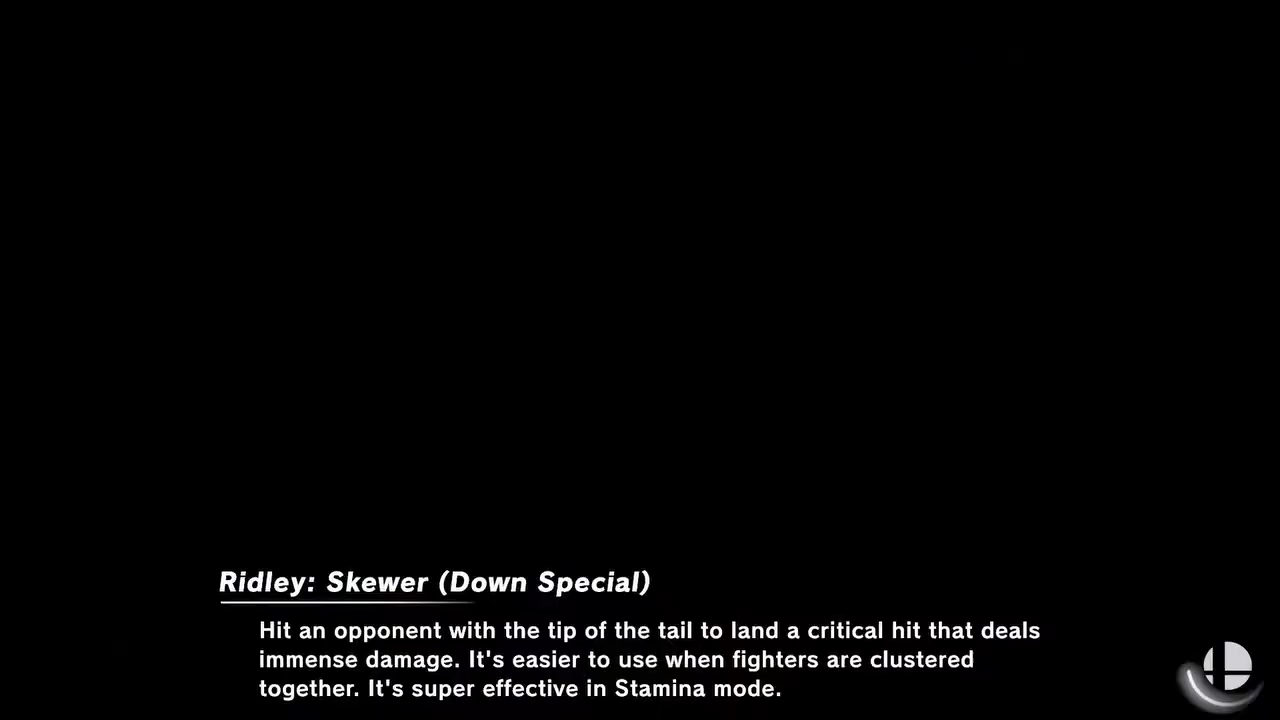 Ridley: Skewer (Down Special)
Hit an opponent with the tip of the tail to land a critical hit that deals
immense damage. It's easier to use when fighters are clustered
together. It's super effective in Stamina mode.